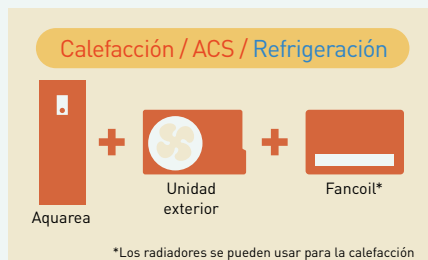 Calefacción / ACS / Refrigeración
Aquarea
Unidad
exterior
Fancoil*
*Los radiadores se pueden usar para la calefacción